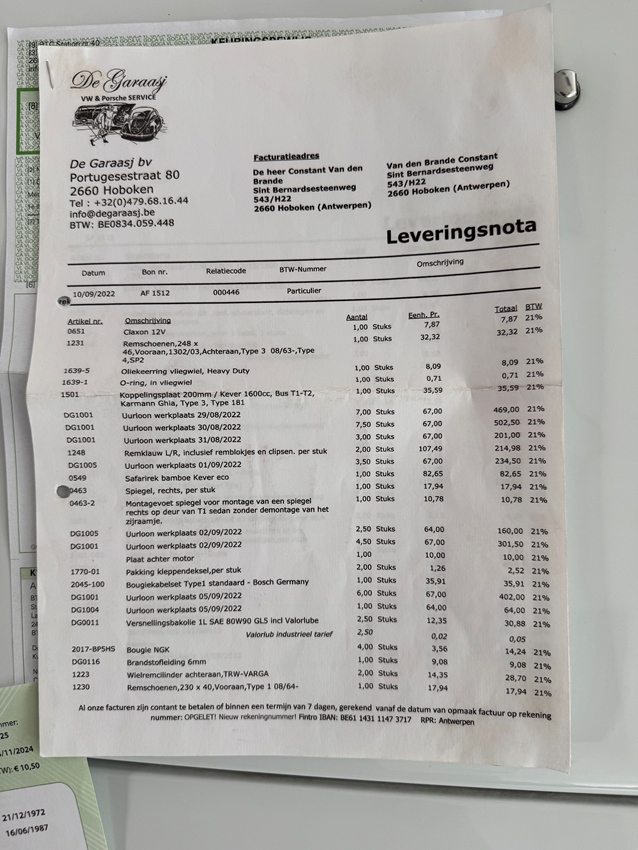 KEURINGSBEWIJS
De Garaasj
VW & Porsche SERVICE
De Garaasj bv
Portugesestraat 80
2660 Hoboken
Tel : +32(0)479.68.16.44
info@degaraasj.be
BTW: BE0834.059.448
Facturatieadres
De heer Constant Van den
Brande
Sint Bernardsesteenweg
543/H22
2660 Hoboken (Antwerpen)
Van den Brande Constant
Sint Bernardsesteenweg
543/H22
2660 Hoboken (Antwerpen)
Leveringsnota
Datum Bon nr. Relatiecode BTW-Nummer Omschrijving
10/09/2022 AF 1512 000446 Particulier
Artikel nr. Omschrijving Aantal Eenh. Pr. Totaal BTW
0651 Claxon 12V 1,00 Stuks 7,87 7,87 21%
1231 Remschoenen,248 x 1,00 Stuks 32,32 32,32 21%
46,Vooraan,1302/03,Achteraan,Type 3 08/63-,Type
4,SP2
1639-5 Oliekeerring vliegwiel, Heavy Duty 1,00 Stuks 8,09 8,09 21%
1639-1 O-ring, in vliegwiel 1,00 Stuks 0,71 0,71 21%
1501 Koppelingsplaat 200mm / Kever 1600cc, Bus T1-T2, 1,00 Stuks 35,59 35,59 21%
Karmann Ghia, Type 3, Type 181
DG1001 Uurloon werkplaats 29/08/2022 7,00 Stuks 67,00 469,00 21%
DG1001 Uurloon werkplaats 30/08/2022 7,50 Stuks 67,00 502,50 21%
DG1001 Uurloon werkplaats 31/08/2022 3,00 Stuks 67,00 201,00 21%
1248 Remklauw L/R, inclusief remblokjes en clipsen. per stuk 2,00 Stuks 107,49 214,98 21%
DG1005 Uurloon werkplaats 01/09/2022 3,50 Stuks 67,00 234,50 21%
0549 Safarirek bamboe Kever eco 1,00 Stuks 82,65 82,65 21%
0463 Spiegel, rechts, per stuk 1,00 Stuks 17,94 17,94 21%
0463-2 Montagevoet spiegel voor montage van een spiegel 1,00 Stuks 10,78 10,78 21%
rechts op deur van T1 sedan zonder demontage van het
zijraamje.
DG1005 Uurloon werkplaats 02/09/2022 2,50 Stuks 64,00 160,00 21%
DG1001 Uurloon werkplaats 02/09/2022 4,50 Stuks 67,00 301,50 21%
Plaat achter motor 1,00 10,00 10,00 21%
1770-01 Pakking kleppendeksel,per stuk 2,00 Stuks 1,26 2,52 21%
2045-100 Bougiekabelset Type1 standaard - Bosch Germany 1,00 Stuks 35,91 35,91 21%
DG1001 Uurloon werkplaats 05/09/2022 6,00 Stuks 67,00 402,00 21%
DG1004 Uurloon werkplaats 05/09/2022 1,00 Stuks 64,00 64,00 21%
DG0011 Versnellingsbakolie 1L SAE 80W90 GL5 incl Valorlube 2,50 Stuks 12,35 30,88 21%
Valorlub industrieel tarief 2,50 0,02 0,05
2017-BP5HS Bougie NGK 4,00 Stuks 3,56 14,24 21%
DG0116 Brandstofleiding 6mm 1,00 Stuks 9,08 9,08 21%
1223 Wielremcilinder achteraan,TRW-VARGA 2,00 Stuks 14,35 28,70 21%
1230 Remschoenen,230 x 40,Vooraan,Type 1 08/64- 1,00 Stuks 17,94 17,94 21%
Al onze facturen zijn contant te betalen of binnen een termijn van 7 dagen, gerekend vanaf de datum van opmaak factuur op rekening
nummer: OPGELET! Nieuw rekeningnummer! Fintro IBAN: BE61 1431 1147 3717 RPR: Antwerpen
mmer:
25
/11/2024
TW): € 10,50
21/12/1972
16/06/1987